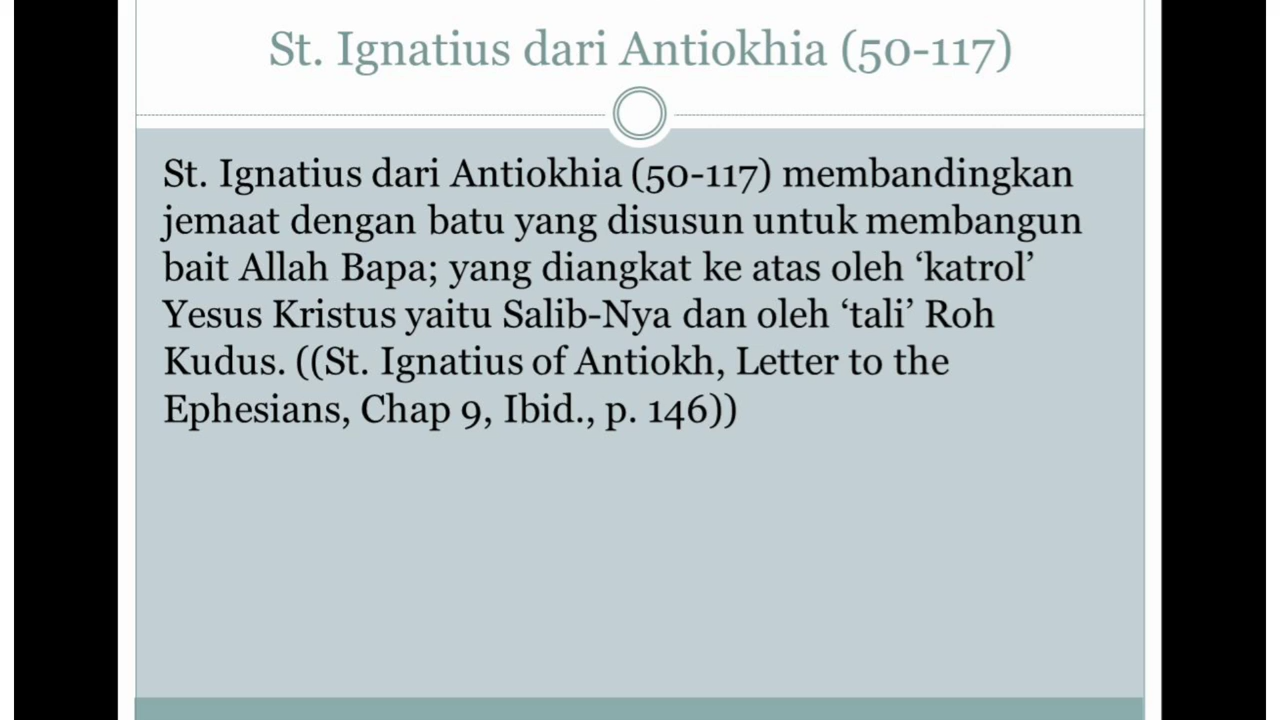 St. Ignatius dari Antiokhia (50-117)
St. Ignatius dari Antiokhia (50-117) membandingkan
jemaat dengan batu yang disusun untuk membangun
bait Allah Bapa; yang diangkat ke atas oleh ‘katrol’
Yesus Kristus yaitu Salib-Nya dan oleh ‘tali’ Roh
Kudus. ((St. Ignatius of Antiokh, Letter to the
Ephesians, Chap 9, Ibid., p. 146))